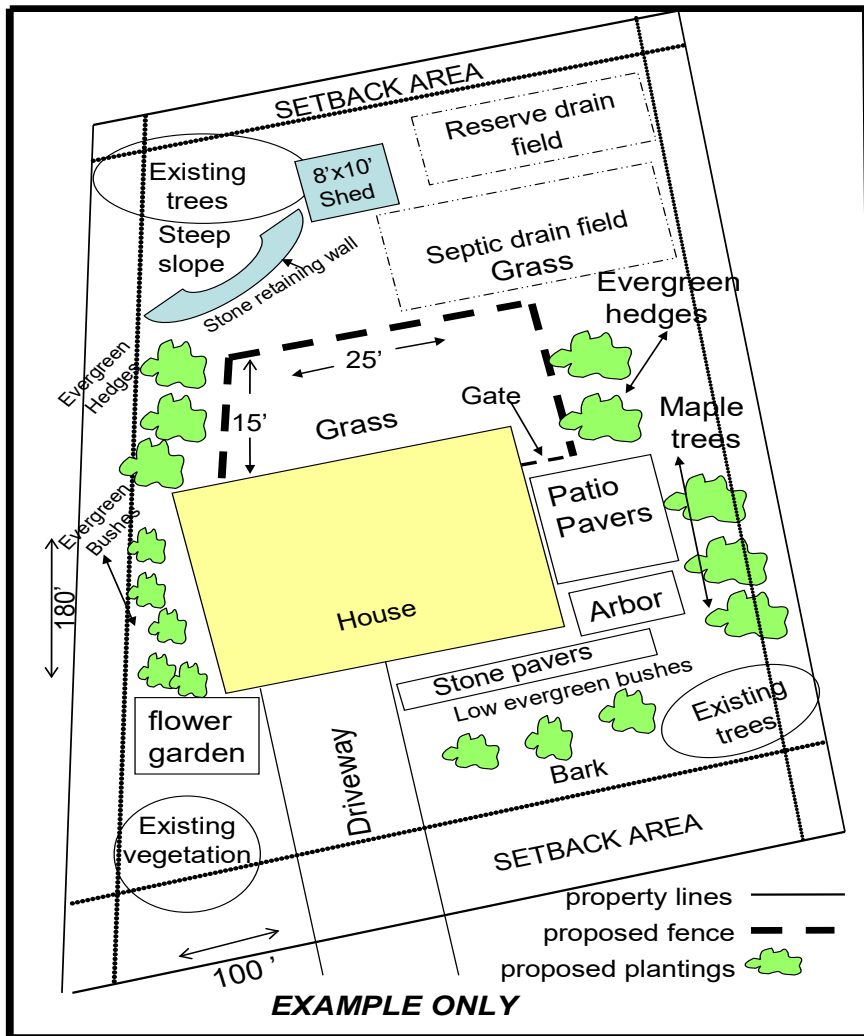 SETBACK AREA
Reserve drain
field
Existing
trees
8’x10’
Shed
Steep
slope
Stone retaining wall
Septic drain field
Grass
Evergreen
hedges
Evergreen
Hedges
25’
15’
Grass
Gate
Maple
trees
Patio
Pavers
Evergreen
Bushes
180’
House
Arbor
Stone pavers
Low evergreen bushes
Existing
trees
flower
garden
Driveway
Bark
Existing
vegetation
SETBACK AREA
property lines
proposed fence
proposed plantings
100 ’
EXAMPLE ONLY